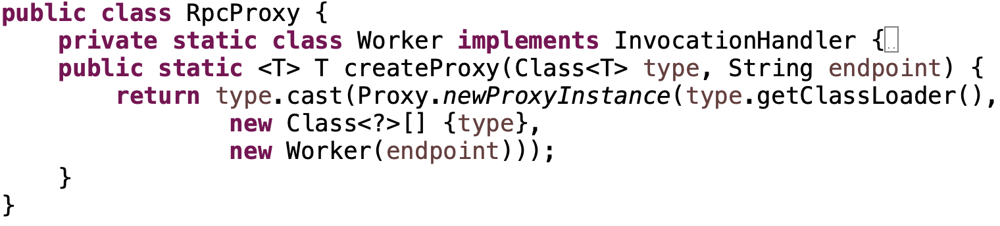 public class RpcProxy {
    private static class Worker implements InvocationHandler {..
    public static <T> T createProxy(Class<T> type, String endpoint) {
        return type.cast(Proxy.newProxyInstance(type.getClassLoader(),
                new Class<?>[] {type},
                new Worker(endpoint)));
    }
}